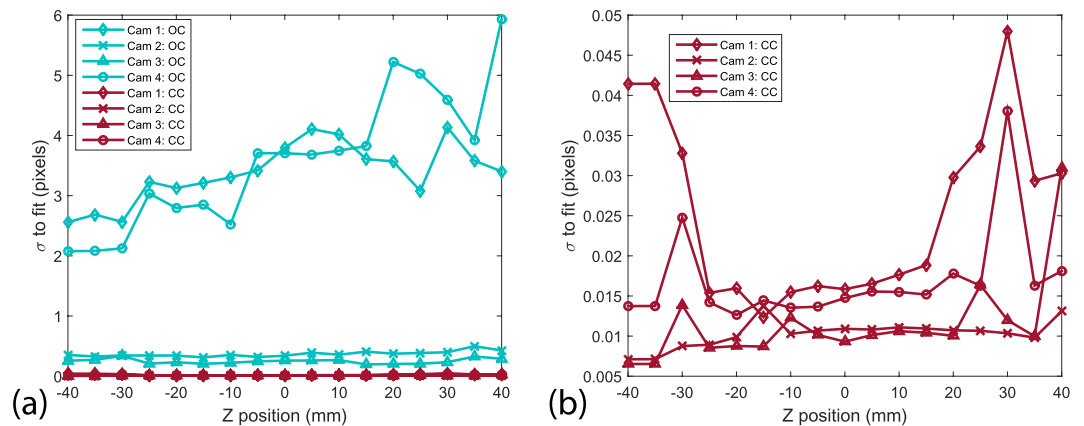 6
5
4
3
2
1
0
σ to fit (pixels)
Cam 1: OC
Cam 2: OC
Cam 3: OC
Cam 4: OC
Cam 1: CC
Cam 2: CC
Cam 3: CC
Cam 4: CC
-40 -30 -20 -10 0 10 20 30 40
Z position (mm)
(a)
0.05
0.045
0.04
0.035
0.03
0.025
0.02
0.015
0.01
0.005
σ to fit (pixels)
Cam 1: CC
Cam 2: CC
Cam 3: CC
Cam 4: CC
-40 -30 -20 -10 0 10 20 30 40
Z position (mm)
(b)